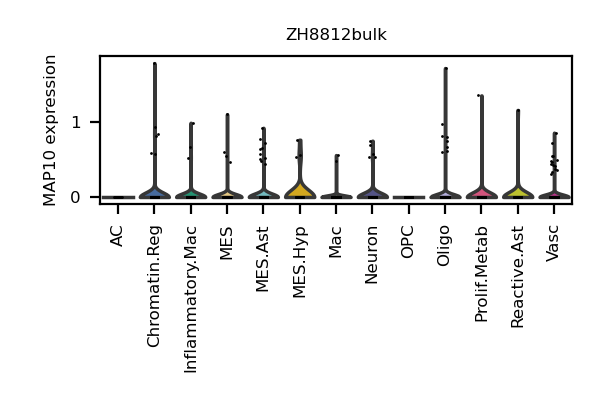 ZH8812bulk
MAP10 expression
1
0
AC
Chromatin.Reg
Inflammatory.Mac
MES
MES.Ast
MES.Hyp
Mac
Neuron
OPC
Oligo
Prolif.Metab
Reactive.Ast
Vasc